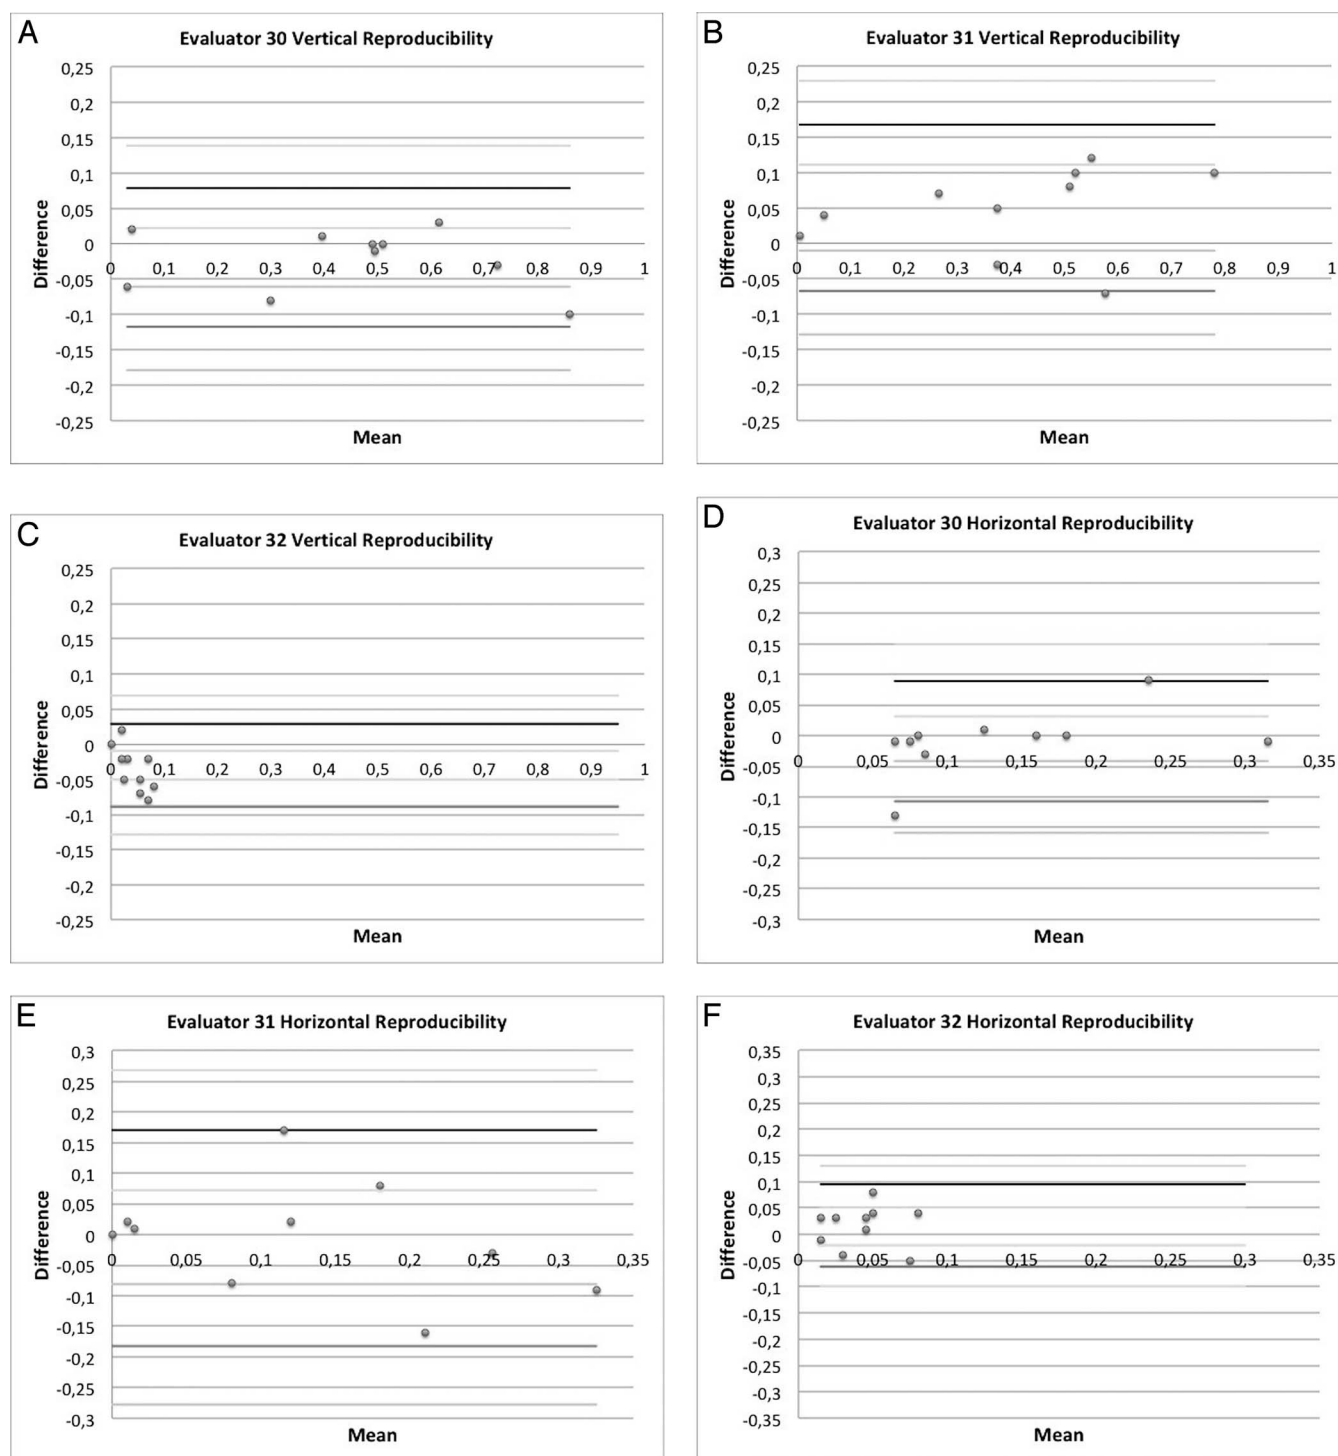 A
Evaluator 30 Vertical Reproducibility
0,25
0,2
0,15
0,1
0,05
0
-0,05
-0,1
-0,15
-0,2
-0,25
0 0,1 0,2 0,3 0,4 0,5 0,6 0,7 0,8 0,9 1
Difference
Mean
B
Evaluator 31 Vertical Reproducibility
0,25
0,2
0,15
0,1
0,05
0
-0,05
-0,1
-0,15
-0,2
-0,25
0 0,1 0,2 0,3 0,4 0,5 0,6 0,7 0,8 0,9 1
Difference
Mean
C
Evaluator 32 Vertical Reproducibility
0,25
0,2
0,15
0,1
0,05
0
-0,05
-0,1
-0,15
-0,2
-0,25
0 0,1 0,2 0,3 0,4 0,5 0,6 0,7 0,8 0,9 1
Difference
Mean
D
Evaluator 30 Horizontal Reproducibility
0,3
0,25
0,2
0,15
0,1
0,05
0
-0,05
-0,1
-0,15
-0,2
-0,25
-0,3
0 0,05 0,1 0,15 0,2 0,25 0,3 0,35
Difference
Mean
E
Evaluator 31 Horizontal Reproducibility
0,3
0,25
0,2
0,15
0,1
0,05
0
-0,05
-0,1
-0,15
-0,2
-0,25
-0,3
0 0,05 0,1 0,15 0,2 0,25 0,3 0,35
Difference
Mean
F
Evaluator 32 Horizontal Reproducibility
0,35
0,3
0,25
0,2
0,15
0,1
0,05
0
-0,05
-0,1
-0,15
-0,2
-0,25
-0,3
-0,35
0 0,05 0,1 0,15 0,2 0,25 0,3 0,35
Difference
Mean